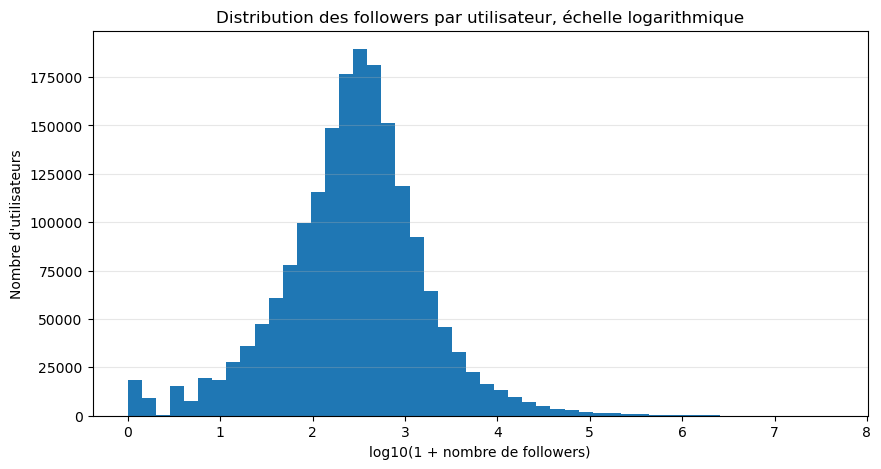 Distribution des followers par utilisateur, échelle logarithmique
Nombre d'utilisateurs
175000
150000
125000
100000
75000
50000
25000
0
0 1 2 3 4 5 6 7 8
log10(1 + nombre de followers)